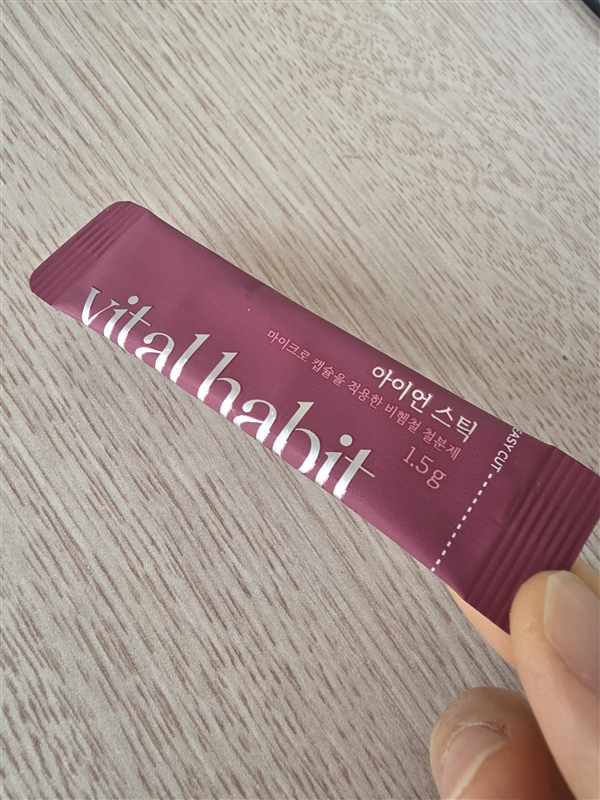 vital habit
아이언 스틱
마이크로 캡슐을 적용한 비헴철 철분제
1.5g
EASY CUT